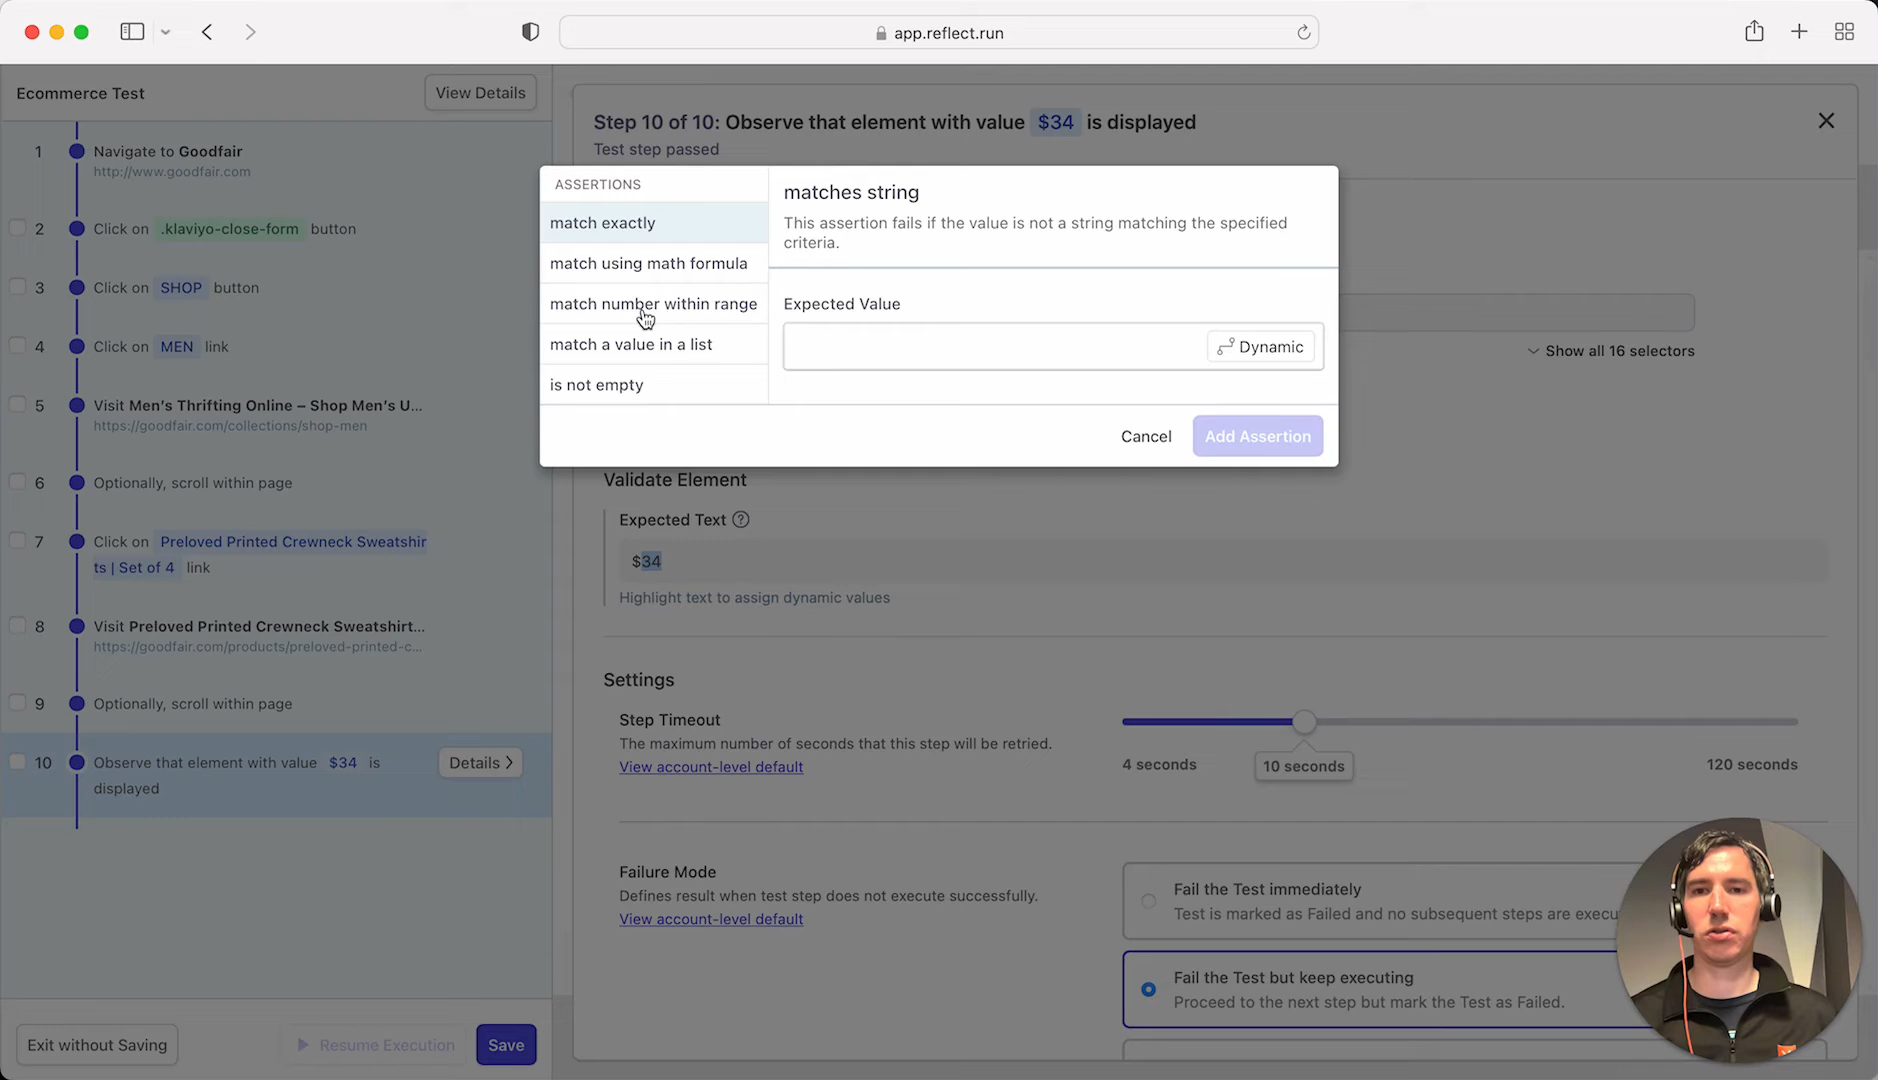 app.reflect.run
Ecommerce Test
View Details
1
Navigate to Goodfair
http://www.goodfair.com
2
Click on .klaviyo-close-form button
3
Click on SHOP button
4
Click on MEN link
5
Visit Men's Thrifting Online – Shop Men's U...
https://goodfair.com/collections/shop-men
6
Optionally, scroll within page
7
Click on Preloved Printed Crewneck Sweatshir
ts | Set of 4 link
8
Visit Preloved Printed Crewneck Sweatshirt...
https://goodfair.com/products/preloved-printed-c...
9
Optionally, scroll within page
10
Observe that element with value $34 is
displayed
Details
Exit without Saving
Resume Execution
Save
Step 10 of 10: Observe that element with value $34 is displayed
Test step passed
ASSERTIONS
match exactly
match using math formula
match number within range
match a value in a list
is not empty
matches string
This assertion fails if the value is not a string matching the specified
criteria.
Expected Value
Dynamic
Cancel
Add Assertion
Show all 16 selectors
Validate Element
Expected Text ?
$34
Highlight text to assign dynamic values
Settings
Step Timeout
The maximum number of seconds that this step will be retried.
View account-level default
4 seconds
10 seconds
120 seconds
Failure Mode
Defines result when test step does not execute successfully.
View account-level default
Fail the Test immediately
Test is marked as Failed and no subsequent steps are execu
Fail the Test but keep executing
Proceed to the next step but mark the Test as Failed.